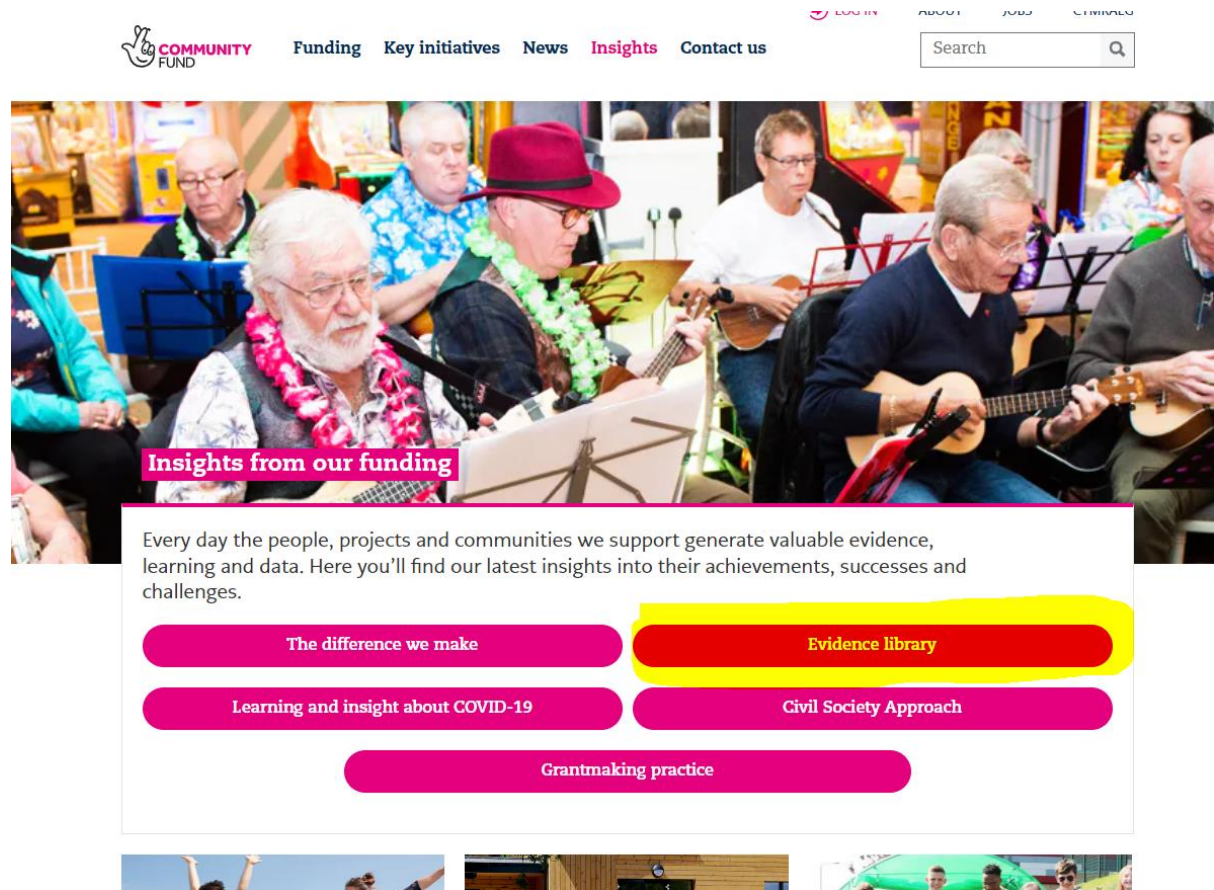 LOG IN ABOUT JOBS CYMRAEG
COMMUNITY
FUND
Funding Key initiatives News Insights Contact us
Search
Insights from our funding
Every day the people, projects and communities we support generate valuable evidence,
learning and data. Here you’ll find our latest insights into their achievements, successes and
challenges.
The difference we make
Evidence library
Learning and insight about COVID-19
Civil Society Approach
Grantmaking practice